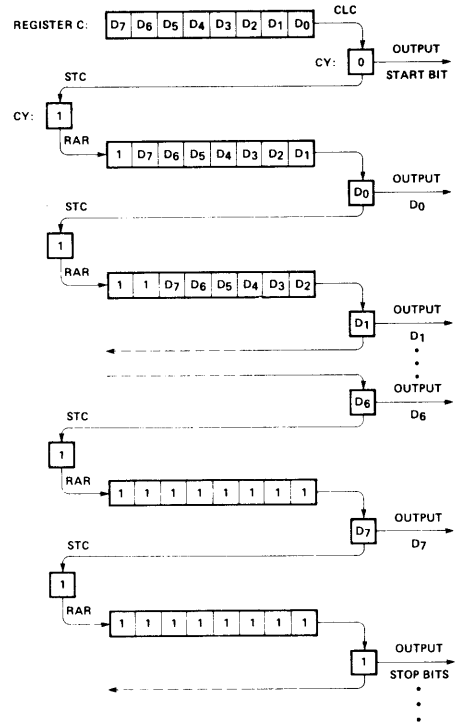 CLC
REGISTER C: D7 D6 D5 D4 D3 D2 D1 D0
OUTPUT
CY: 0
START BIT
STC
CY: 1
RAR
1 D7 D6 D5 D4 D3 D2 D1
OUTPUT
D0
D0
STC
1
RAR
1 1 D7 D6 D5 D4 D3 D2
OUTPUT
D1
D1
OUTPUT
D6
D6
STC
1
RAR
1 1 1 1 1 1 1 1
OUTPUT
D7
D7
STC
1
RAR
1 1 1 1 1 1 1 1
OUTPUT
1
STOP BITS